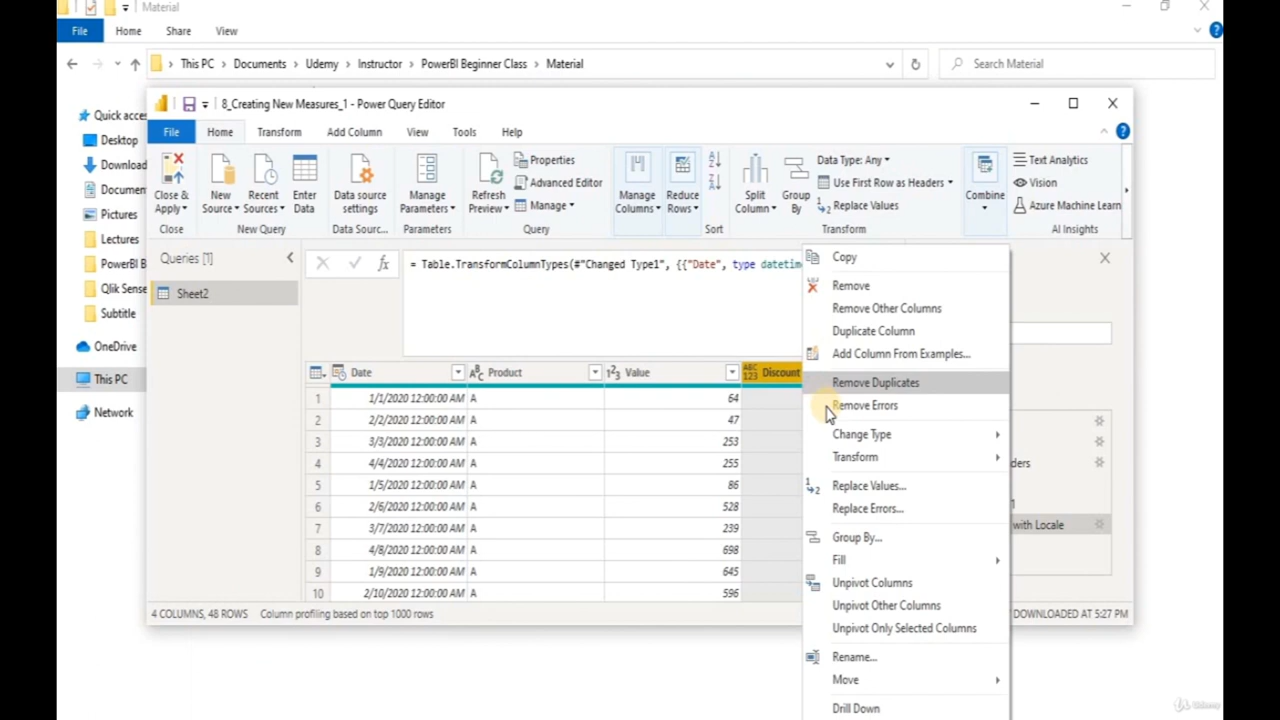 Material
File Home Share View
This PC Documents Udemy Instructor PowerBI Beginner Class Material
Search Material
8_Creating New Measures_1 - Power Query Editor
Quick acce
Desktop
Download
Documen
Pictures
Lectures
PowerBI B
Qlik Sense
Subtitle
OneDrive
This PC
Network
File Home Transform Add Column View Tools Help
Close & Apply
New Source
Recent Sources
Enter Data
Data source settings
Manage Parameters
Refresh Preview
Properties
Advanced Editor
Manage
Manage Columns
Reduce Rows
Split Column
Group By
Data Type: Any
Use First Row as Headers
Replace Values
Combine
Text Analytics
Vision
Azure Machine Learn
Close New Query Data Sourc... Parameters Query Sort Transform AI Insights
Queries [1]
Sheet2
fx
= Table.TransformColumnTypes(#"Changed Type1", {{"Date", type datetim
Date ABC Product 123 Value ABC 123 Discount
1 1/1/2020 12:00:00 AM A 64
2 2/2/2020 12:00:00 AM A 47
3 3/3/2020 12:00:00 AM A 253
4 4/4/2020 12:00:00 AM A 255
5 1/5/2020 12:00:00 AM A 86
6 2/6/2020 12:00:00 AM A 528
7 3/7/2020 12:00:00 AM A 239
8 4/8/2020 12:00:00 AM A 698
9 1/9/2020 12:00:00 AM A 645
10 2/10/2020 12:00:00 AM A 596
Copy
Remove
Remove Other Columns
Duplicate Column
Add Column From Examples...
Remove Duplicates
Remove Errors
Change Type
Transform
Replace Values...
Replace Errors...
Group By...
Fill
Unpivot Columns
Unpivot Other Columns
Unpivot Only Selected Columns
Rename...
Move
Drill Down
ders
1
with Locale
4 COLUMNS, 48 ROWS Column profiling based on top 1000 rows
DOWNLOADED AT 5:27 PM
Udemy